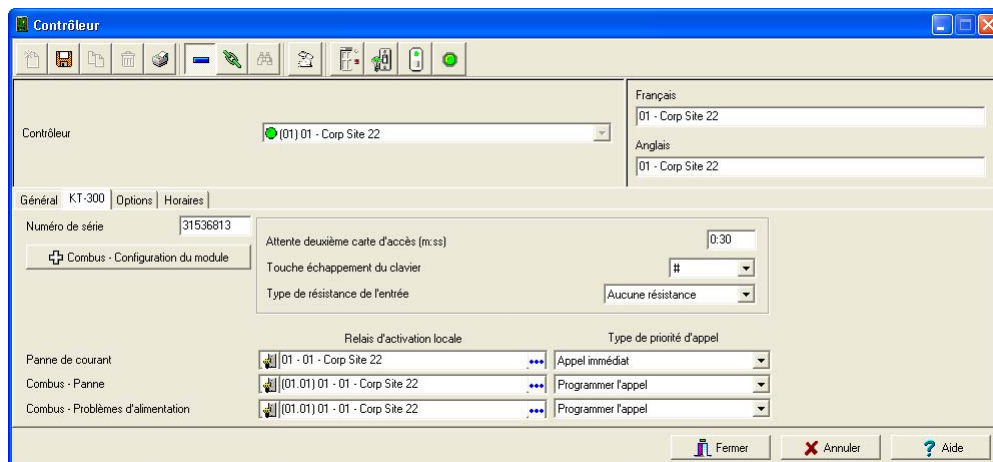 Contrôleur
Français
01 - Corp Site 22
Contrôleur
(01) 01 - Corp Site 22
Anglais
01 - Corp Site 22
Général KT-300 Options Horaires
Numéro de série 31536813
Combus - Configuration du module
Attente deuxième carte d'accès (m:ss) 0:30
Touche échappement du clavier #
Type de résistance de l'entrée Aucune résistance
Relais d'activation locale Type de priorité d'appel
Panne de courant 01 - 01 - Corp Site 22 Appel immédiat
Combus - Panne (01.01) 01 - 01 - Corp Site 22 Programmer l'appel
Combus - Problèmes d'alimentation (01.01) 01 - 01 - Corp Site 22 Programmer l'appel
Fermer Annuler Aide